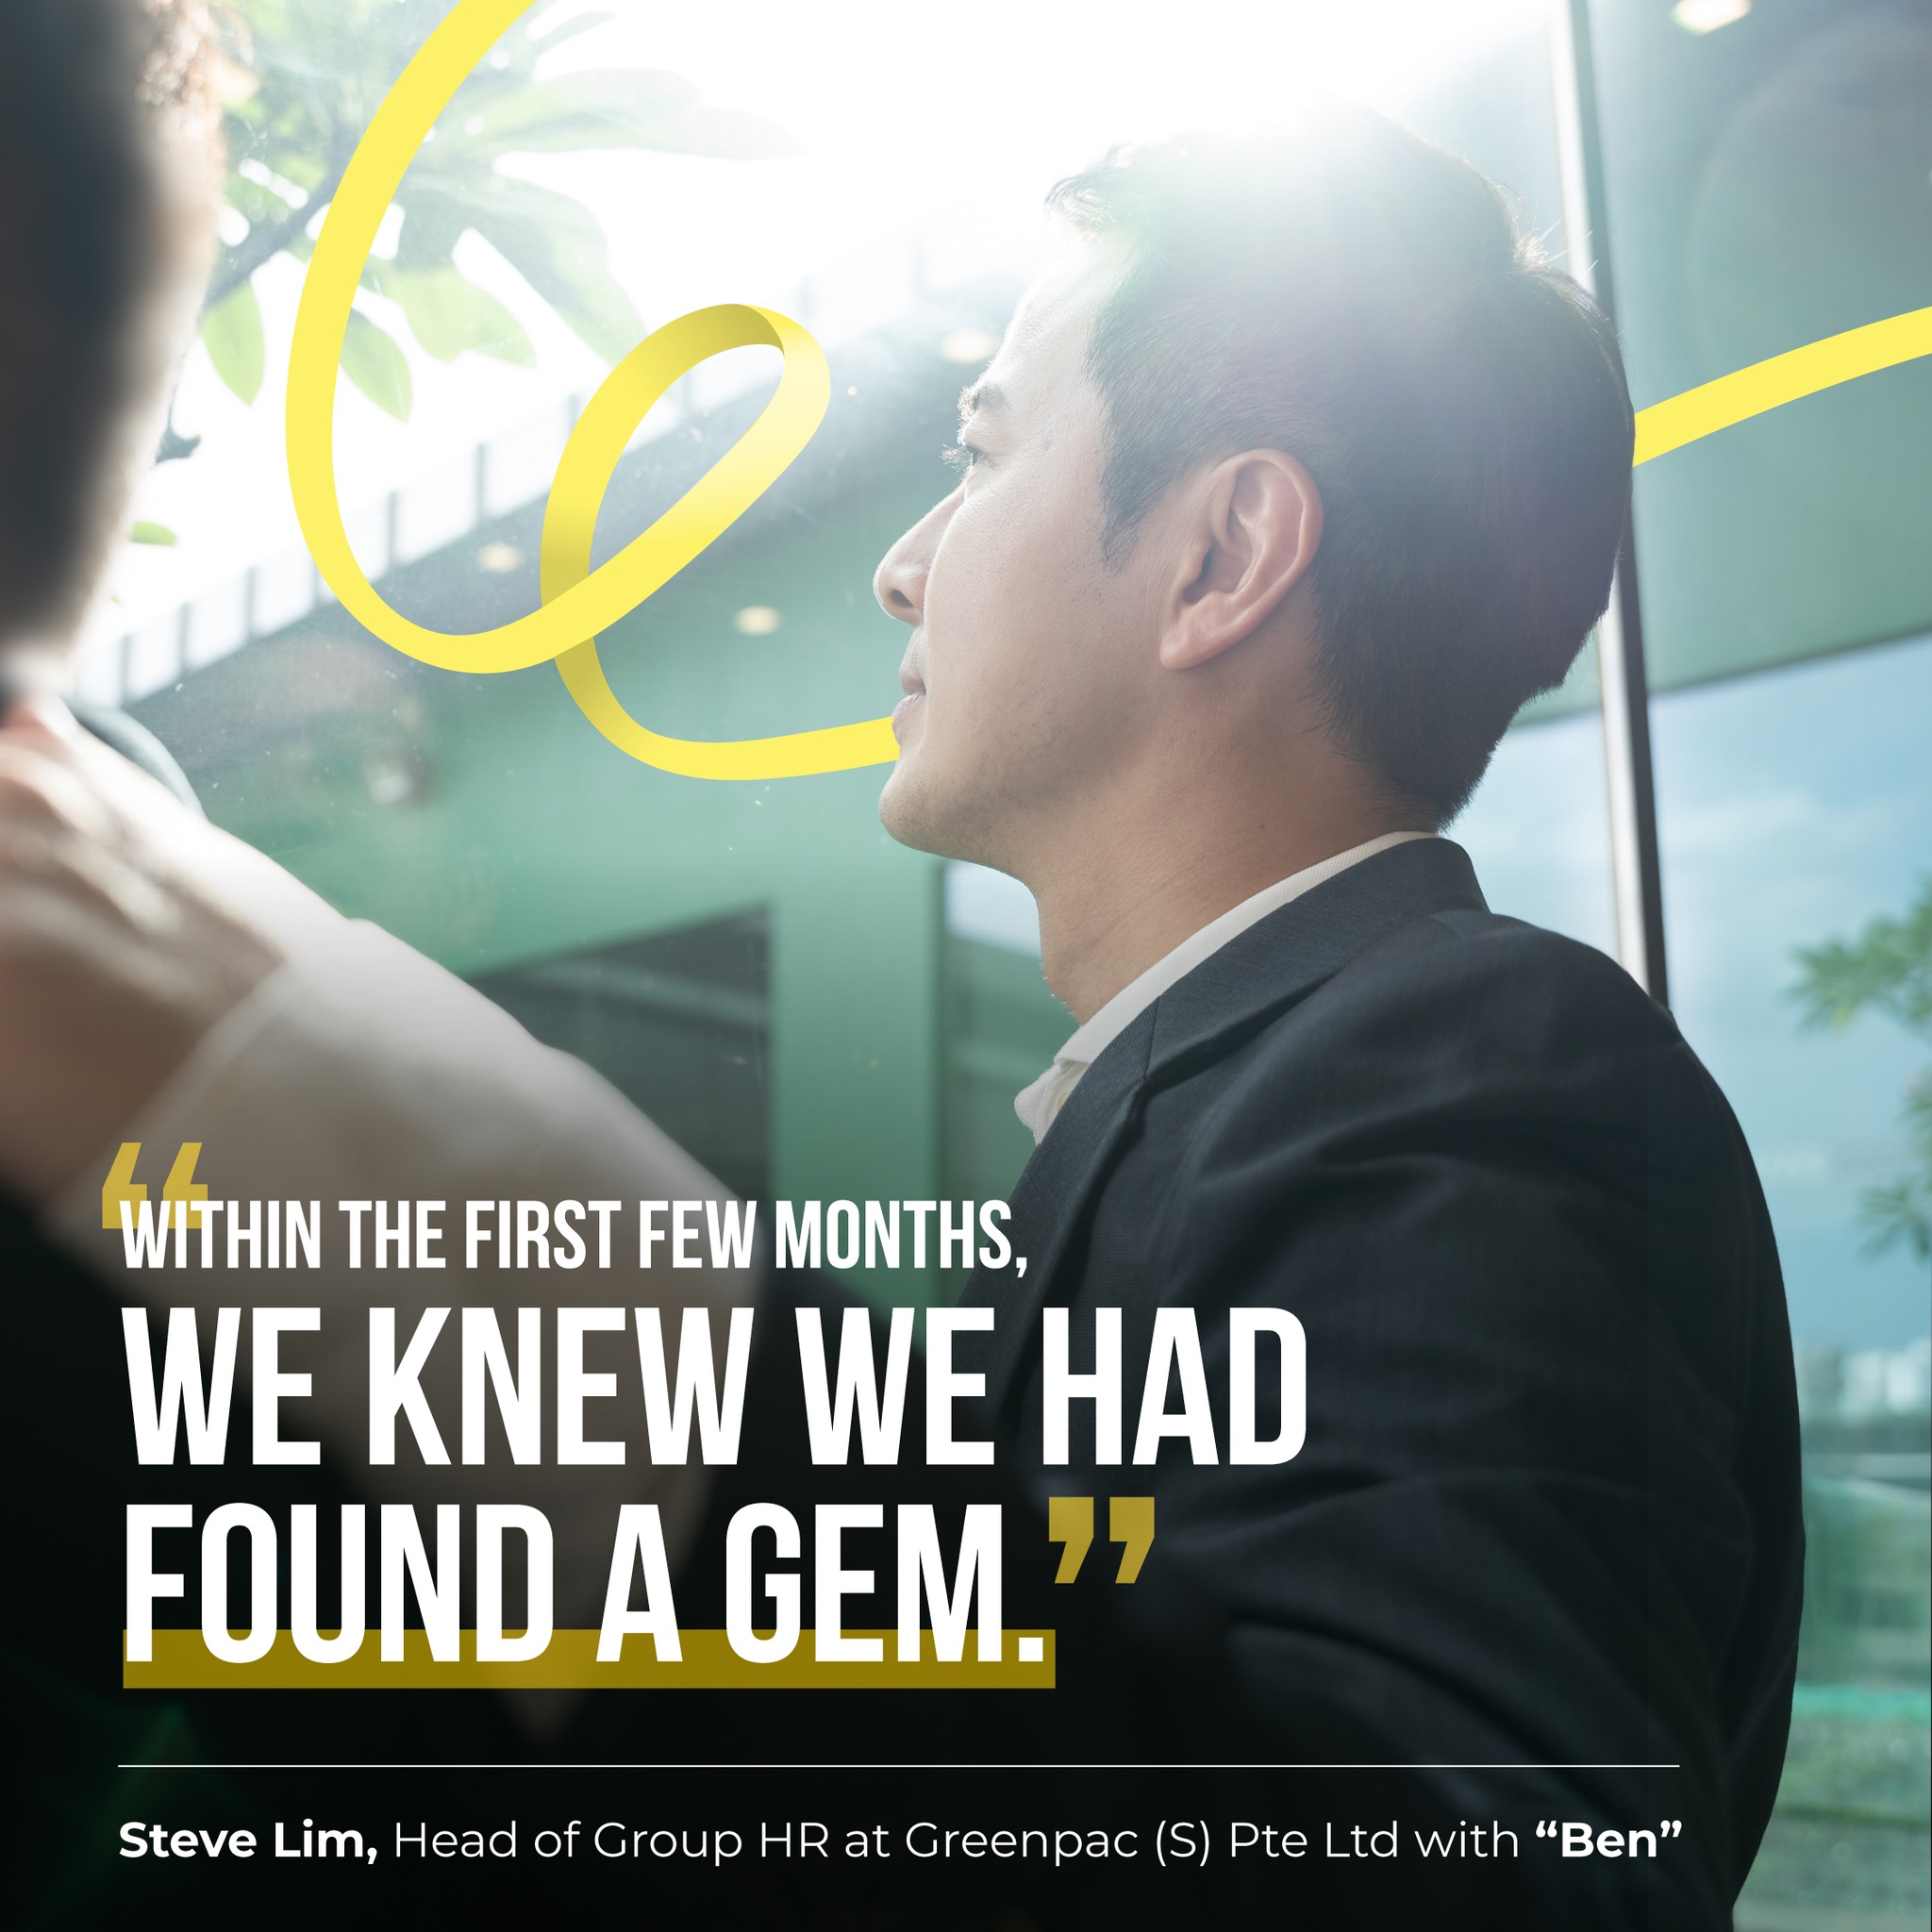 “WITHIN THE FIRST FEW MONTHS,
WE KNEW WE HAD
FOUND A GEM.”
Steve Lim, Head of Group HR at Greenpac (S) Pte Ltd with “Ben”